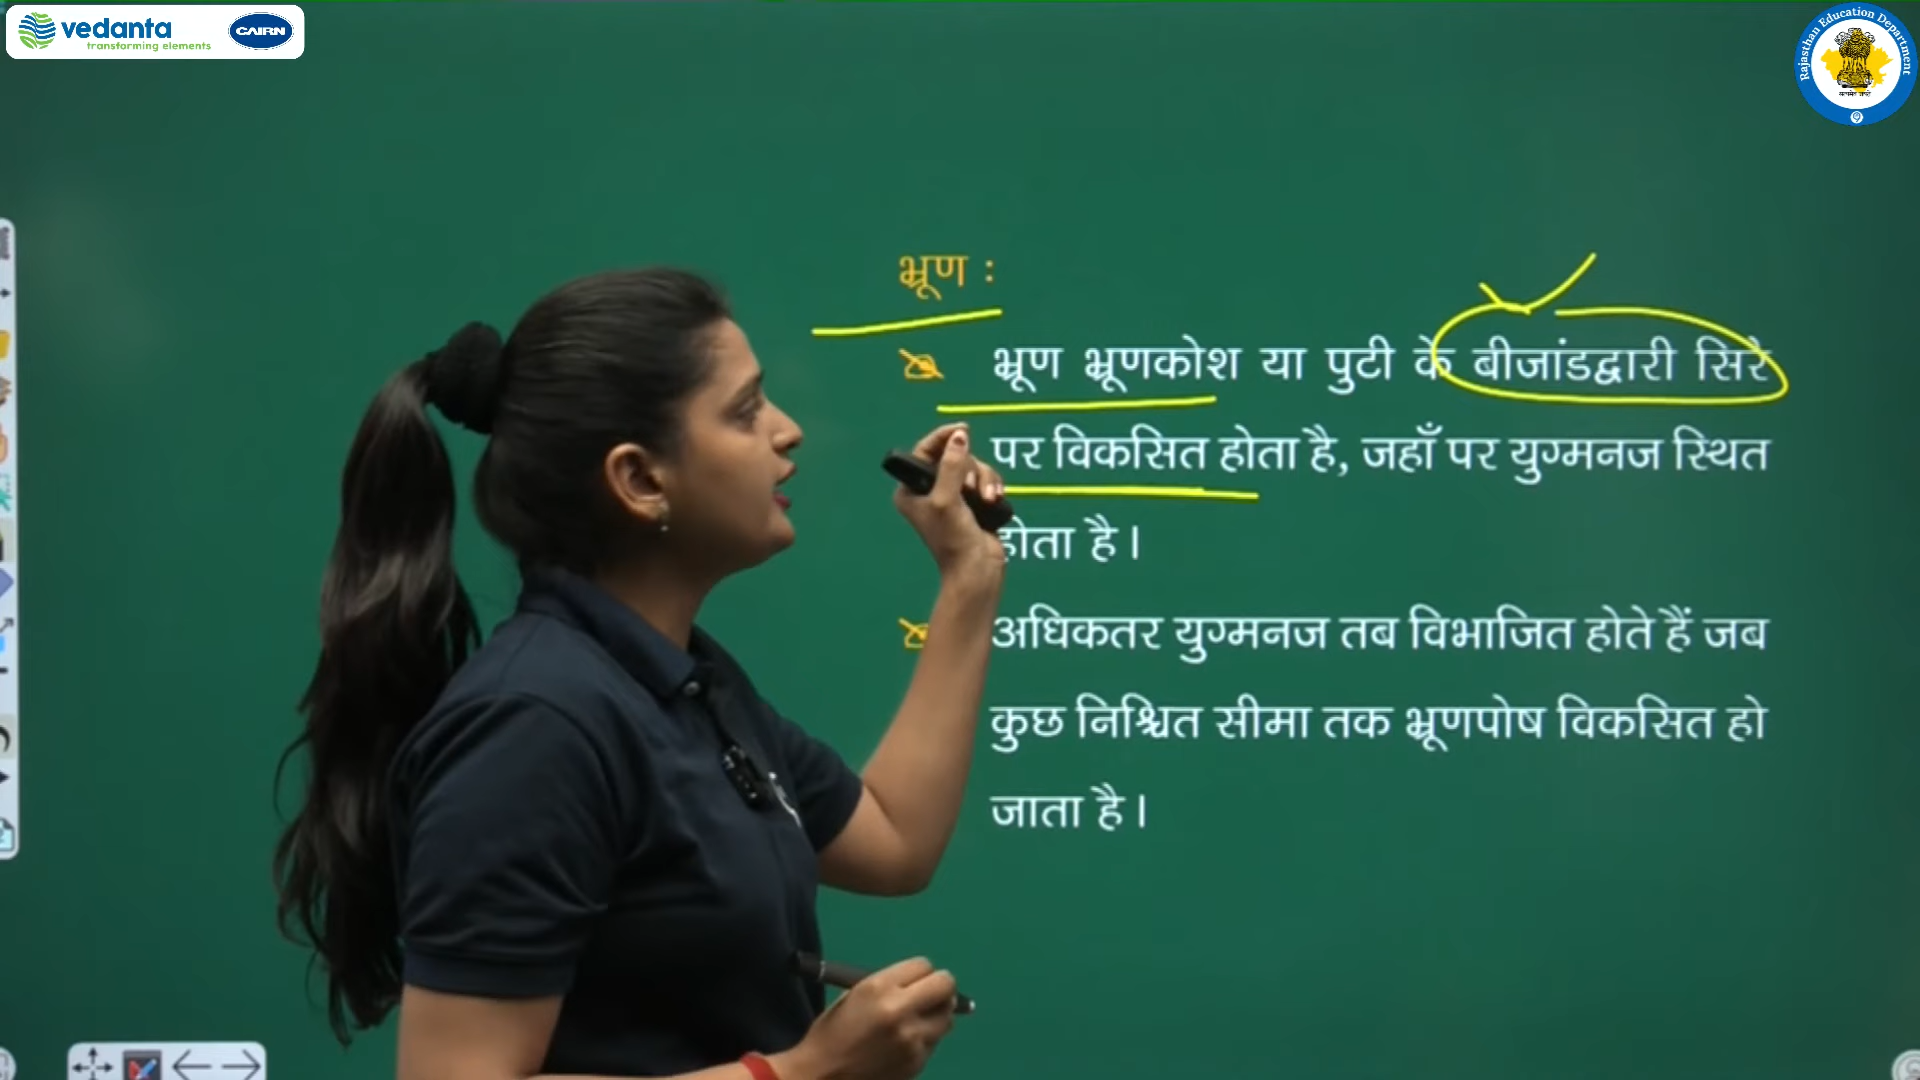 vedanta
transforming elements
CAIRN
Rajasthan Education Department
भ्रूण :
भ्रूण भ्रूणकोश या पुटी के बीजांडद्वारी सिरे
पर विकसित होता है, जहाँ पर युग्मनज स्थित
होता है।
अधिकतर युग्मनज तब विभाजित होते हैं जब
कुछ निश्चित सीमा तक भ्रूणपोष विकसित हो
जाता है।